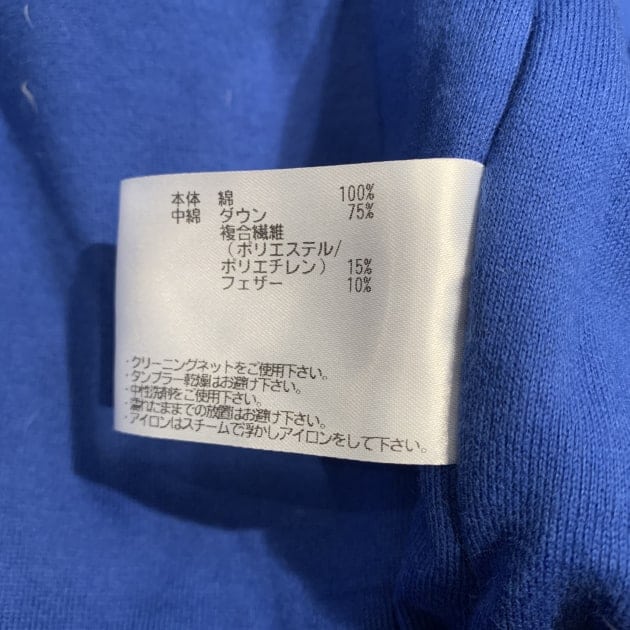 本体 綿 100%
中綿 ダウン 75%
複合繊維
(ポリエステル/
ポリエチレン) 15%
フェザー 10%
・クリーニングネットをご使用下さい。
・タンブラー乾燥はお避け下さい。
・中性洗剤をご使用下さい。
・濡れたままでの放置はお避け下さい。
・アイロンはスチームで浮かしアイロンをして下さい。